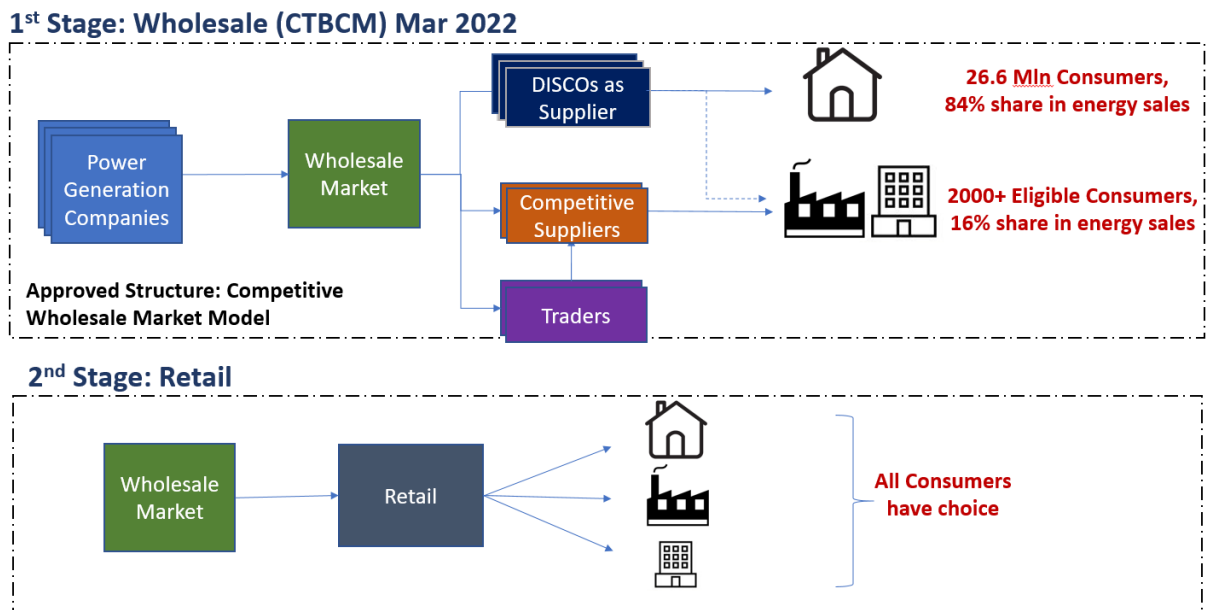 1st Stage: Wholesale (CTBCM) Mar 2022
DISCOs as
Supplier
26.6 Mln Consumers,
84% share in energy sales
Power
Generation
Companies
Wholesale
Market
Competitive
Suppliers
2000+ Eligible Consumers,
16% share in energy sales
Approved Structure: Competitive
Wholesale Market Model
Traders
2nd Stage: Retail
Wholesale
Market
Retail
All Consumers
have choice